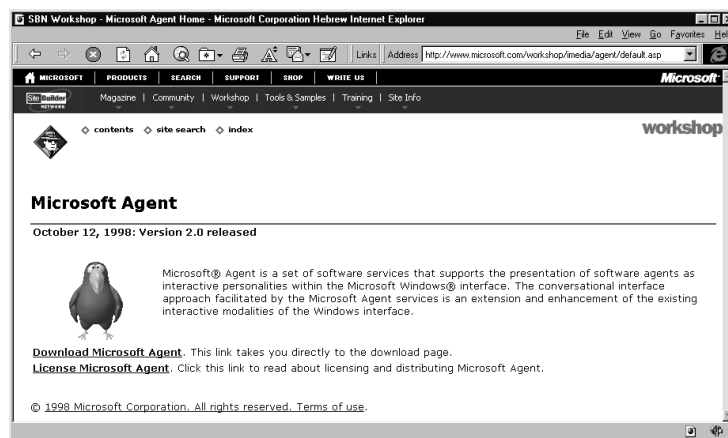 SBN Workshop - Microsoft Agent Home - Microsoft Corporation Hebrew Internet Explorer
File Edit View Go Favorites Hel
Links Address http://www.microsoft.com/workshop/imedia/agent/default.asp
MICROSOFT PRODUCTS SEARCH SUPPORT SHOP WRITE US Microsoft
Site Builder NETWORK Magazine | Community | Workshop | Tools & Samples | Training | Site Info
contents site search index workshop
Microsoft Agent
October 12, 1998: Version 2.0 released
Microsoft® Agent is a set of software services that supports the presentation of software agents as
interactive personalities within the Microsoft Windows® interface. The conversational interface
approach facilitated by the Microsoft Agent services is an extension and enhancement of the existing
interactive modalities of the Windows interface.
Download Microsoft Agent. This link takes you directly to the download page.
License Microsoft Agent. Click this link to read about licensing and distributing Microsoft Agent.
© 1998 Microsoft Corporation. All rights reserved. Terms of use.